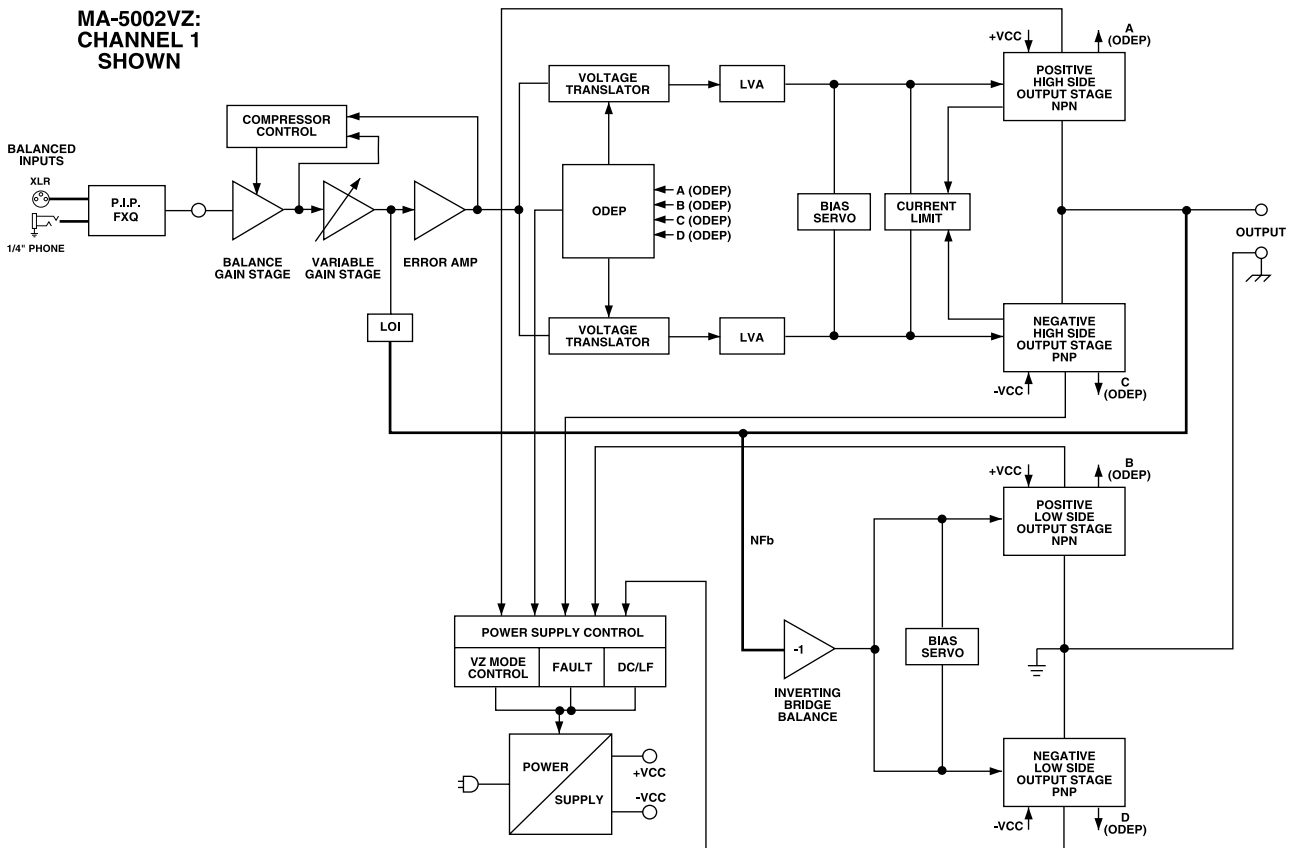 MA-5002VZ:
CHANNEL 1
SHOWN
BALANCED
INPUTS
XLR
1/4" PHONE
P.I.P.
FXQ
COMPRESSOR
CONTROL
BALANCE
GAIN STAGE
VARIABLE
GAIN STAGE
ERROR AMP
LOI
VOLTAGE
TRANSLATOR
LVA
ODEP
A (ODEP)
B (ODEP)
C (ODEP)
D (ODEP)
VOLTAGE
TRANSLATOR
LVA
BIAS
SERVO
CURRENT
LIMIT
+VCC
A
(ODEP)
POSITIVE
HIGH SIDE
OUTPUT STAGE
NPN
OUTPUT
NEGATIVE
HIGH SIDE
OUTPUT STAGE
PNP
-VCC
C
(ODEP)
+VCC
B
(ODEP)
POSITIVE
LOW SIDE
OUTPUT STAGE
NPN
NFb
-1
INVERTING
BRIDGE
BALANCE
BIAS
SERVO
NEGATIVE
LOW SIDE
OUTPUT STAGE
PNP
-VCC
D
(ODEP)
POWER SUPPLY CONTROL
VZ MODE
CONTROL
FAULT
DC/LF
POWER
SUPPLY
+VCC
-VCC